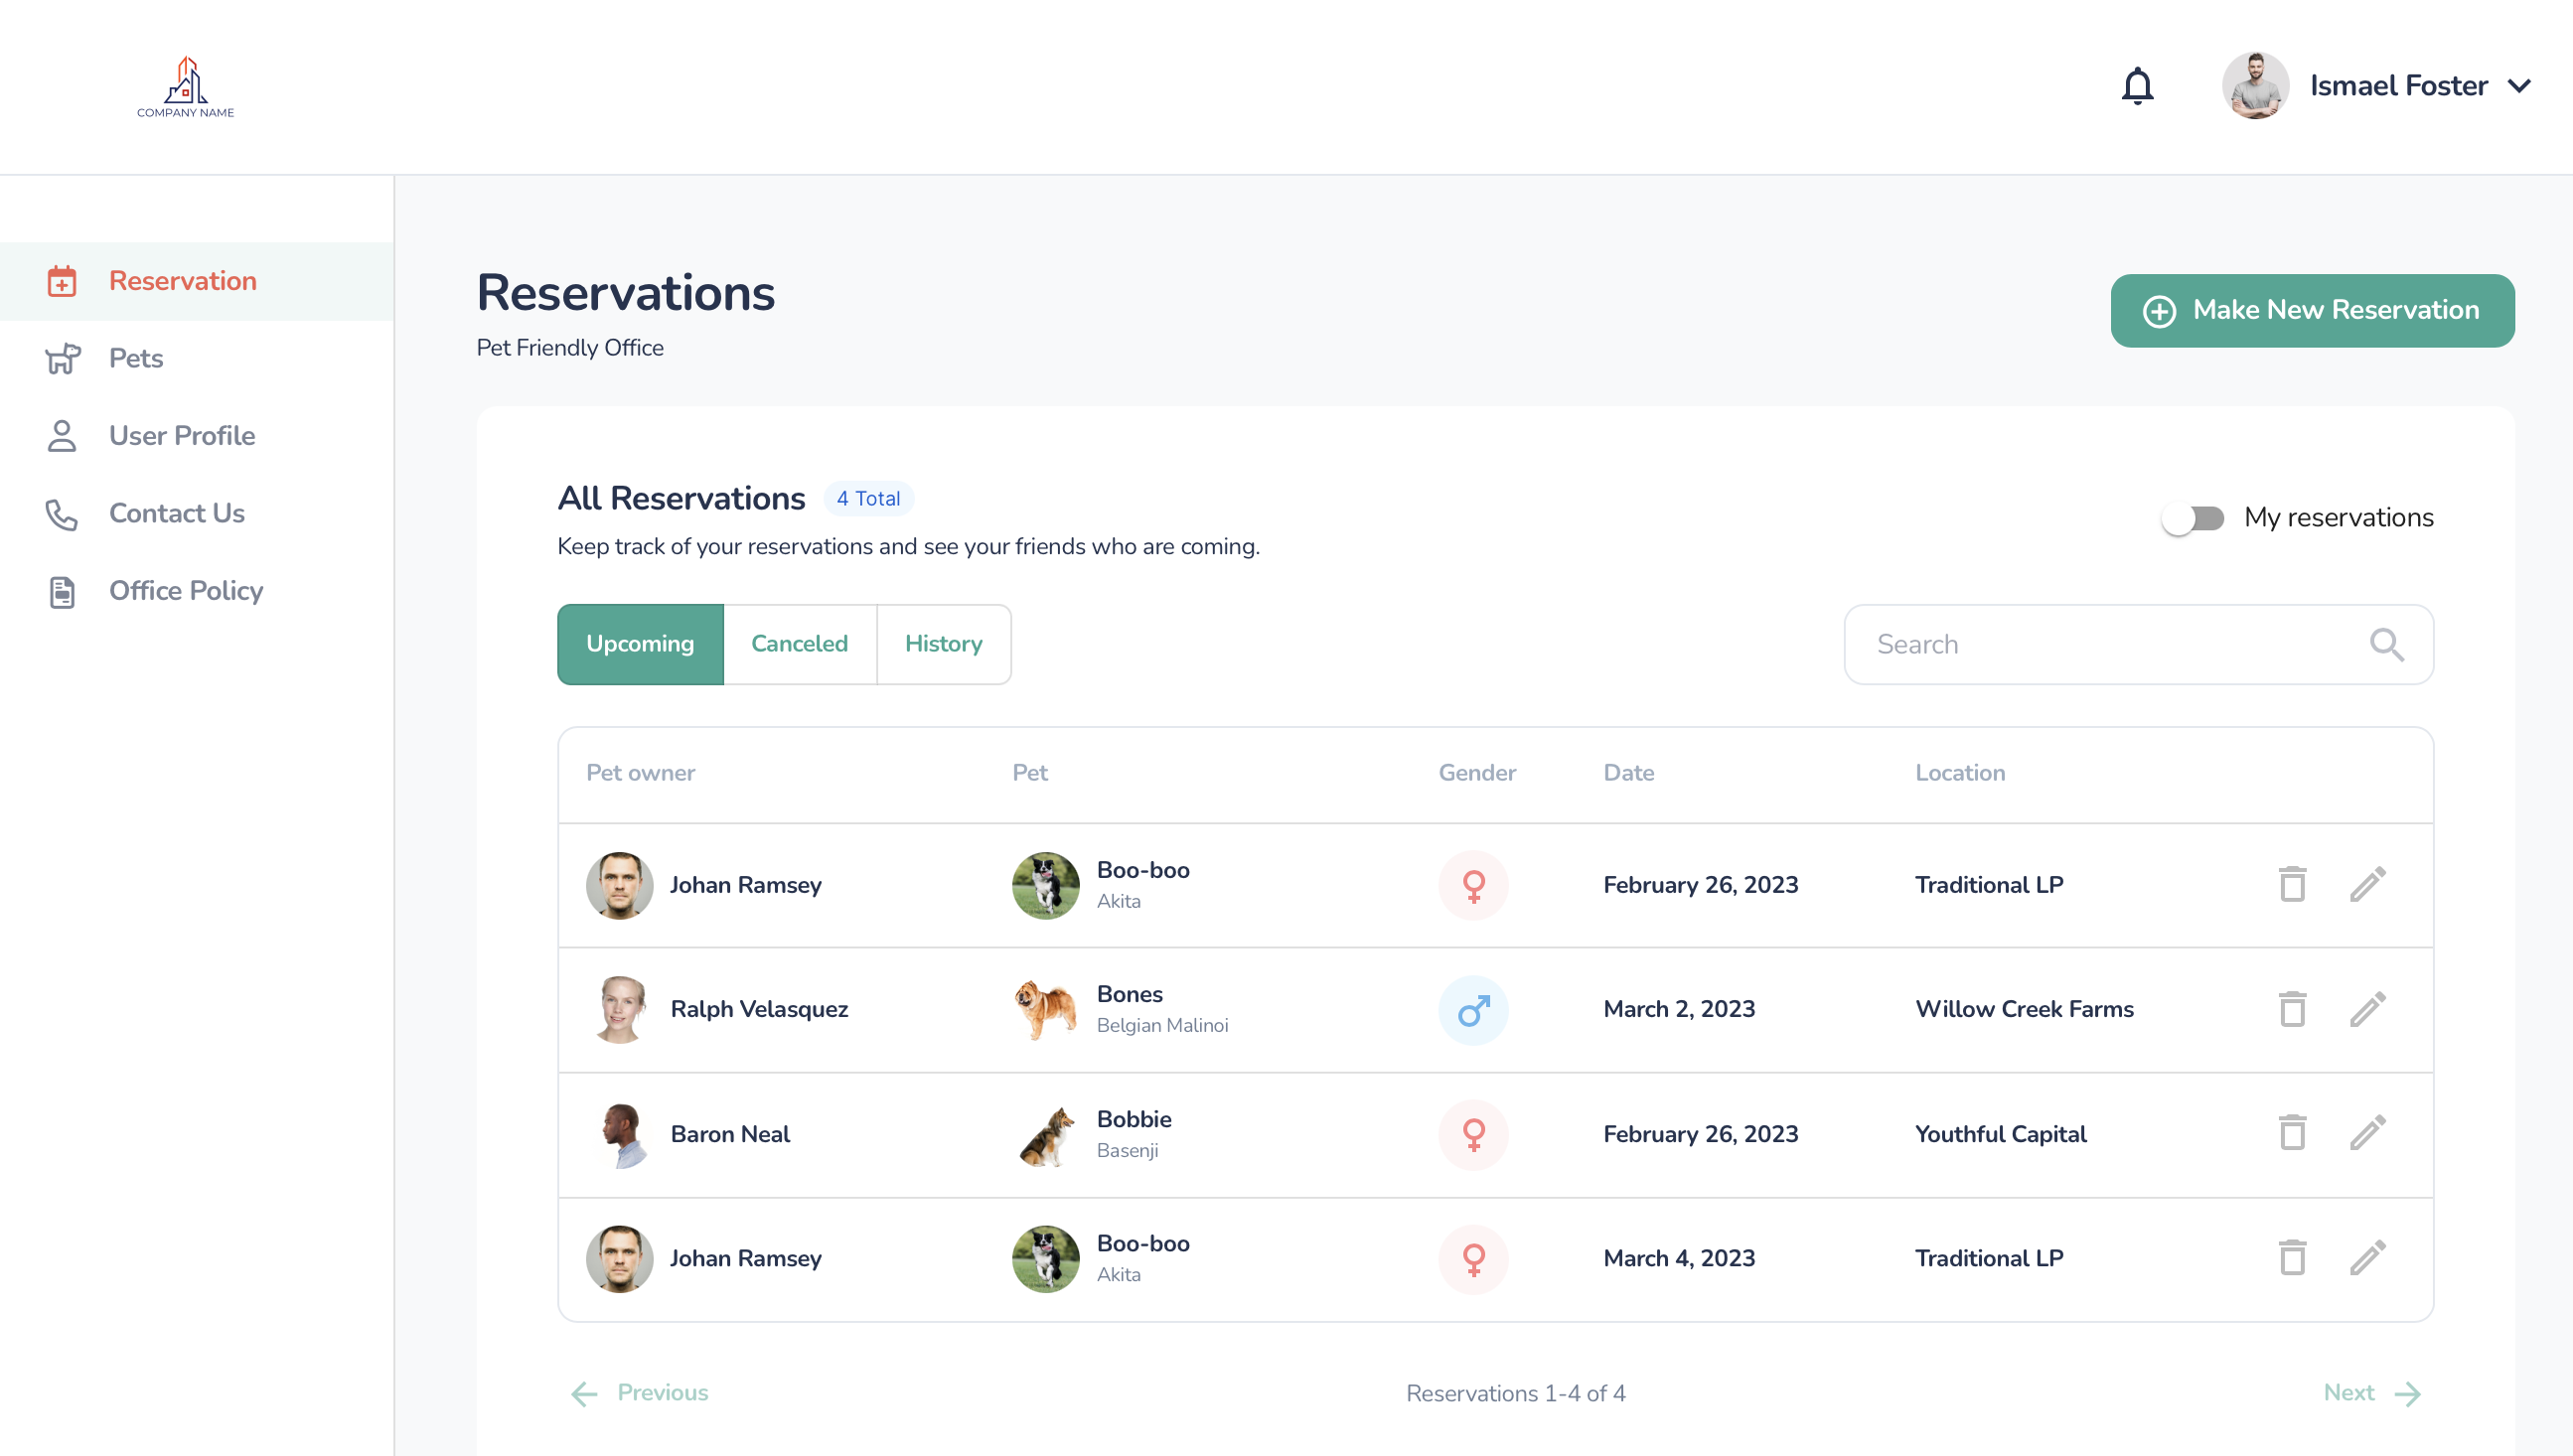 COMPANY NAME
Ismael Foster
Reservation
Pets
User Profile
Contact Us
Office Policy
Reservations
Pet Friendly Office
Make New Reservation
All Reservations 4 Total
Keep track of your reservations and see your friends who are coming.
My reservations
Upcoming Canceled History
Search
Pet owner Pet Gender Date Location
Johan Ramsey Boo-boo February 26, 2023 Traditional LP
Akita
Ralph Velasquez Bones March 2, 2023 Willow Creek Farms
Belgian Malinoi
Baron Neal Bobbie February 26, 2023 Youthful Capital
Basenji
Johan Ramsey Boo-boo March 4, 2023 Traditional LP
Akita
Previous Reservations 1-4 of 4 Next